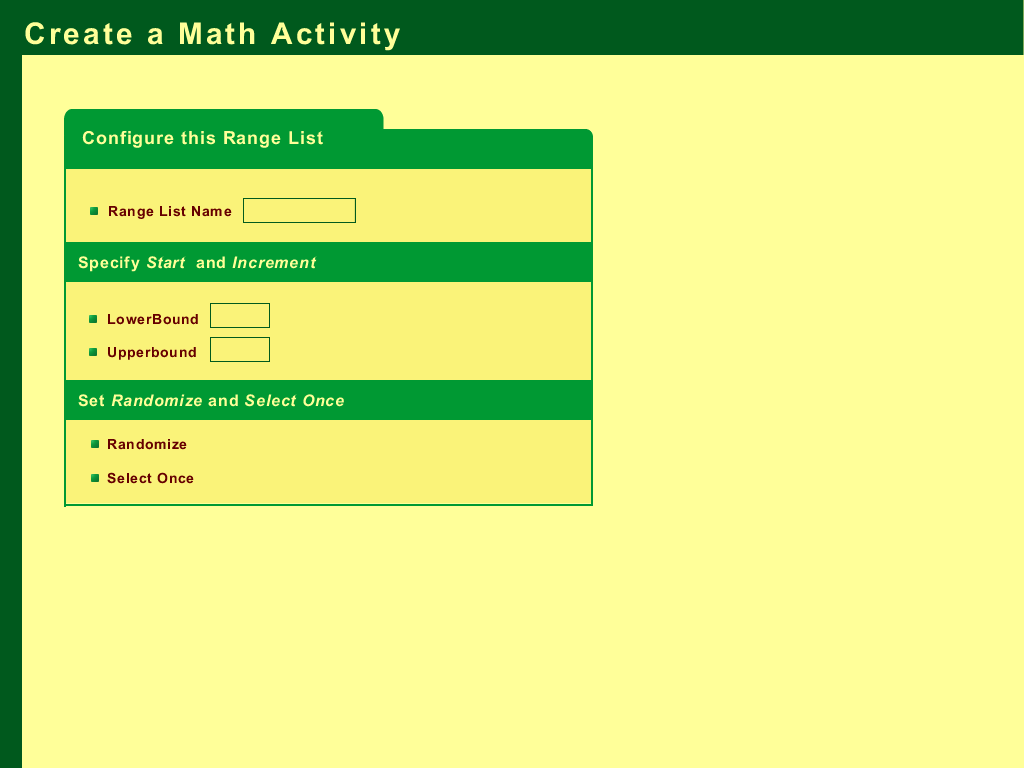 Create a Math Activity
Configure this Range List
Range List Name
Specify Start and Increment
LowerBound
Upperbound
Set Randomize and Select Once
Randomize
Select Once